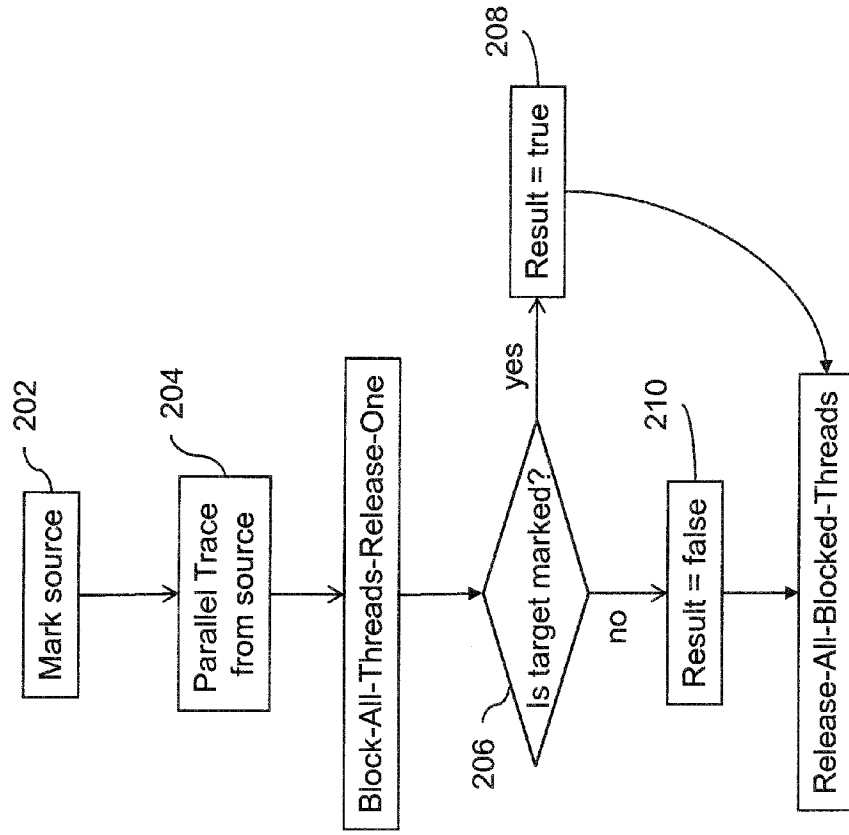 Mark source
202
Parallel Trace
from source
204
Block-All-Threads-Release-One
Is target marked?
206
yes
Result = true
208
no
Result = false
210
Release-All-Blocked-Threads